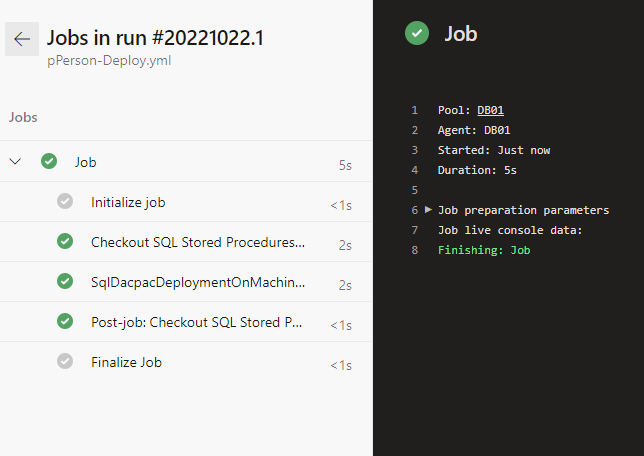 Jobs in run #20221022.1
pPerson-Deploy.yml
Jobs
Job 5s
Initialize job <1s
Checkout SQL Stored Procedures... 2s
SqlDacpacDeploymentOnMachin... 2s
Post-job: Checkout SQL Stored P... <1s
Finalize Job <1s
Job
1 Pool: DB01
2 Agent: DB01
3 Started: Just now
4 Duration: 5s
5
6 Job preparation parameters
7 Job live console data:
8 Finishing: Job